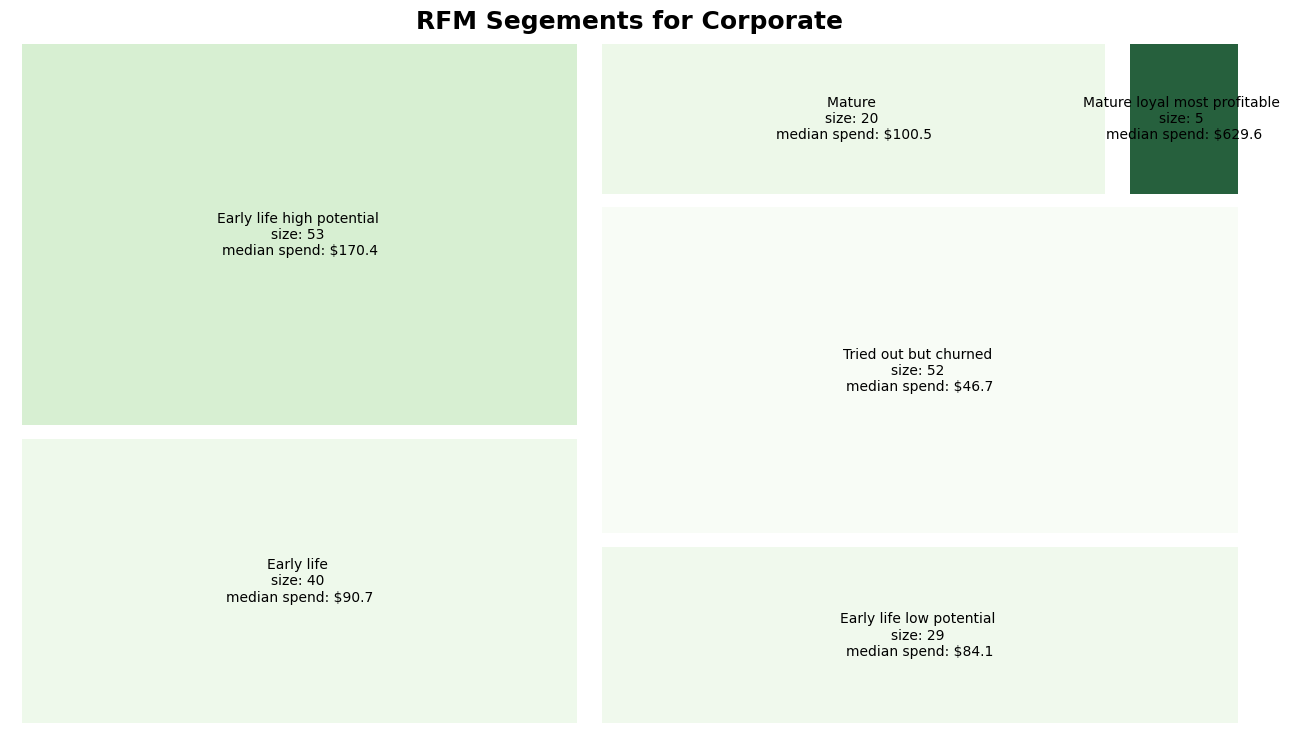 RFM Segements for Corporate
Early life high potential
size: 53
median spend: $170.4
Early life
size: 40
median spend: $90.7
Mature
size: 20
median spend: $100.5
Mature loyal most profitable
size: 5
median spend: $629.6
Tried out but churned
size: 52
median spend: $46.7
Early life low potential
size: 29
median spend: $84.1